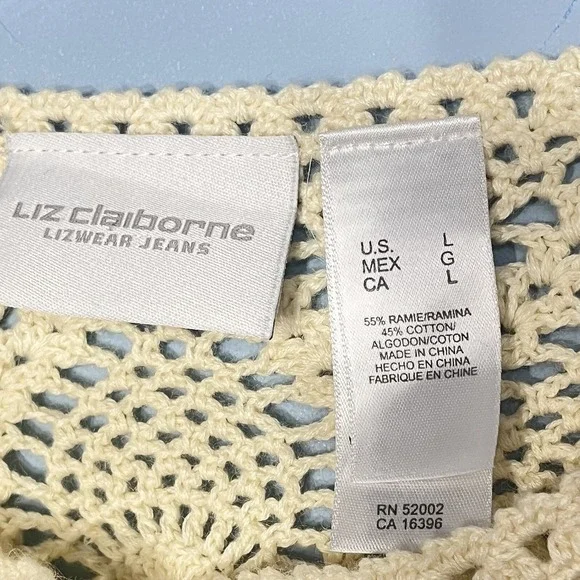 Liz claiborne
LIZWEAR JEANS
U.S. L
MEX G
CA L
55% RAMIE/RAMINA
45% COTTON/
ALGODON/COTON
MADE IN CHINA
HECHO EN CHINA
FABRIQUE EN CHINE
RN 52002
CA 16396